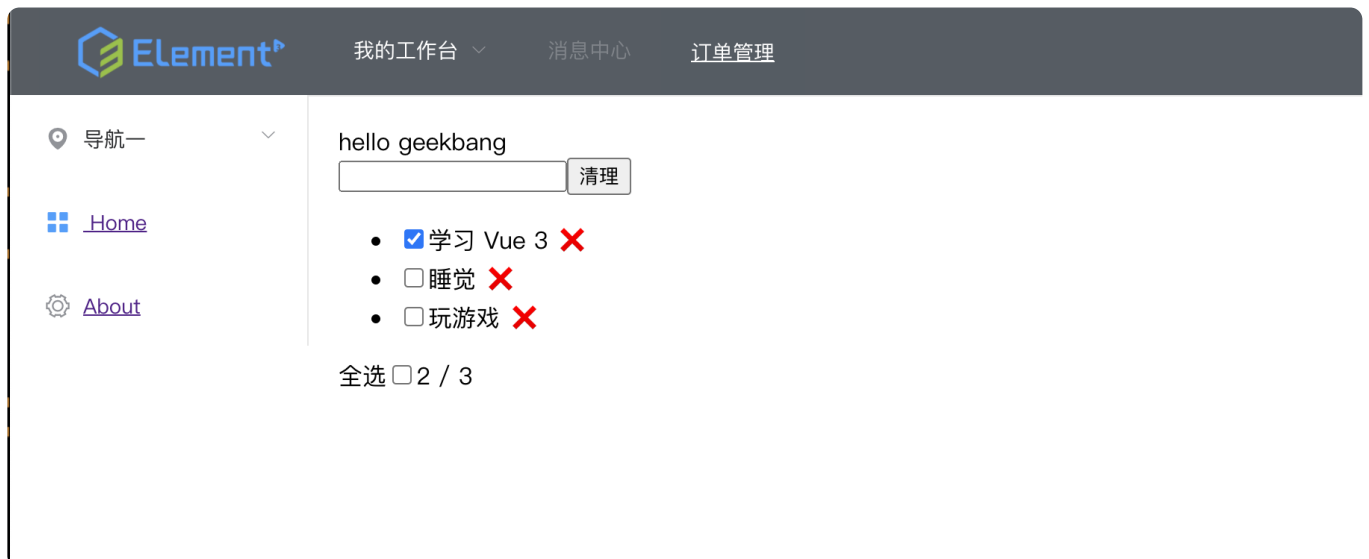 Element
我的工作台 消息中心 订单管理
导航一
Home
About
hello geekbang
清理
学习 Vue 3 ❌
睡觉 ❌
玩游戏 ❌
全选 2 / 3